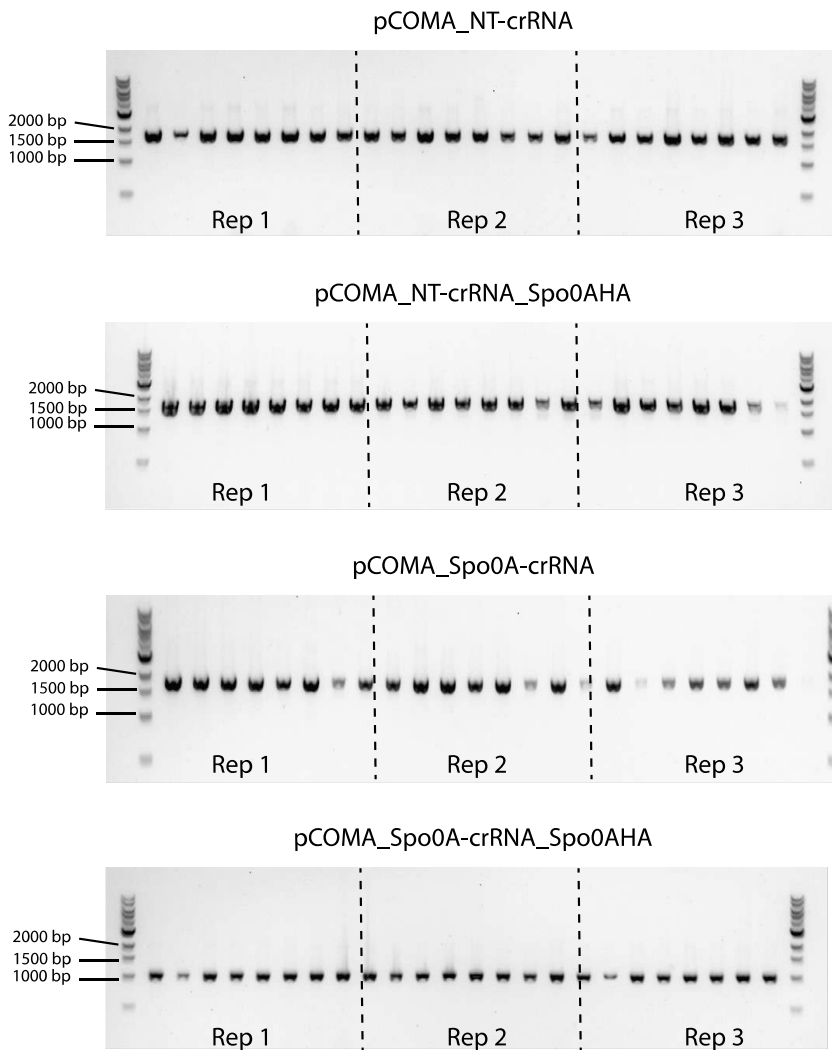 pCOMA_NT-crRNA
2000 bp
1500 bp
1000 bp
Rep 1 Rep 2 Rep 3
pCOMA_NT-crRNA_Spo0AHA
2000 bp
1500 bp
1000 bp
Rep 1 Rep 2 Rep 3
pCOMA_Spo0A-crRNA
2000 bp
1500 bp
1000 bp
Rep 1 Rep 2 Rep 3
pCOMA_Spo0A-crRNA_Spo0AHA
2000 bp
1500 bp
1000 bp
Rep 1 Rep 2 Rep 3